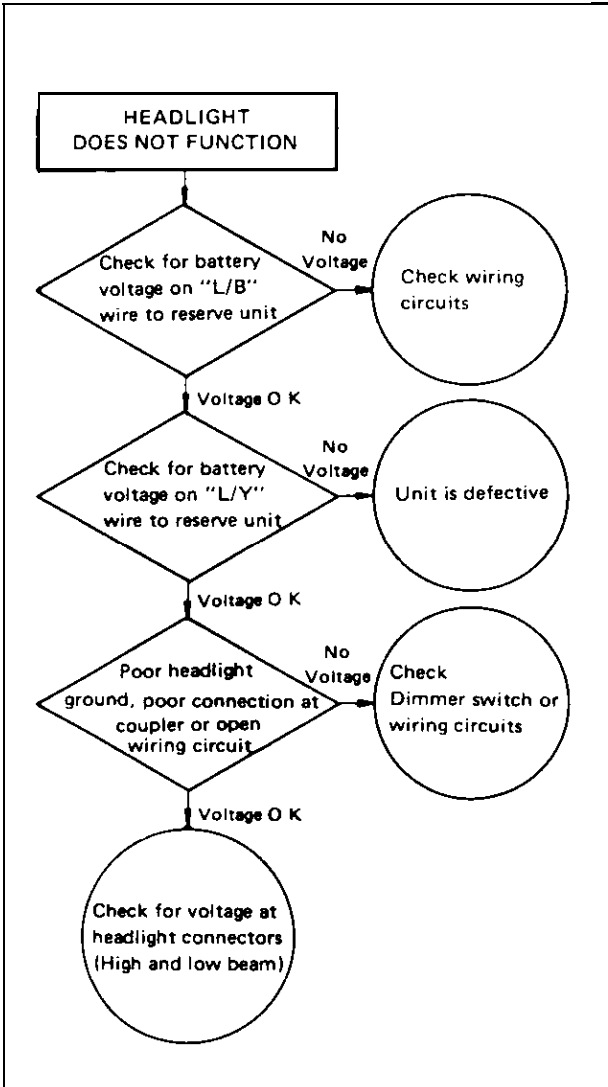 HEADLIGHT
DOES NOT FUNCTION
No
Voltage
Check for battery
voltage on "L/B"
wire to reserve unit
Check wiring
circuits
Voltage O K
No
Voltage
Check for battery
voltage on "L/Y"
wire to reserve unit
Unit is defective
Voltage O K
No
Voltage
Poor headlight
ground, poor connection at
coupler or open
wiring circuit
Check
Dimmer switch or
wiring circuits
Voltage O K
Check for voltage at
headlight connectors
(High and low beam)